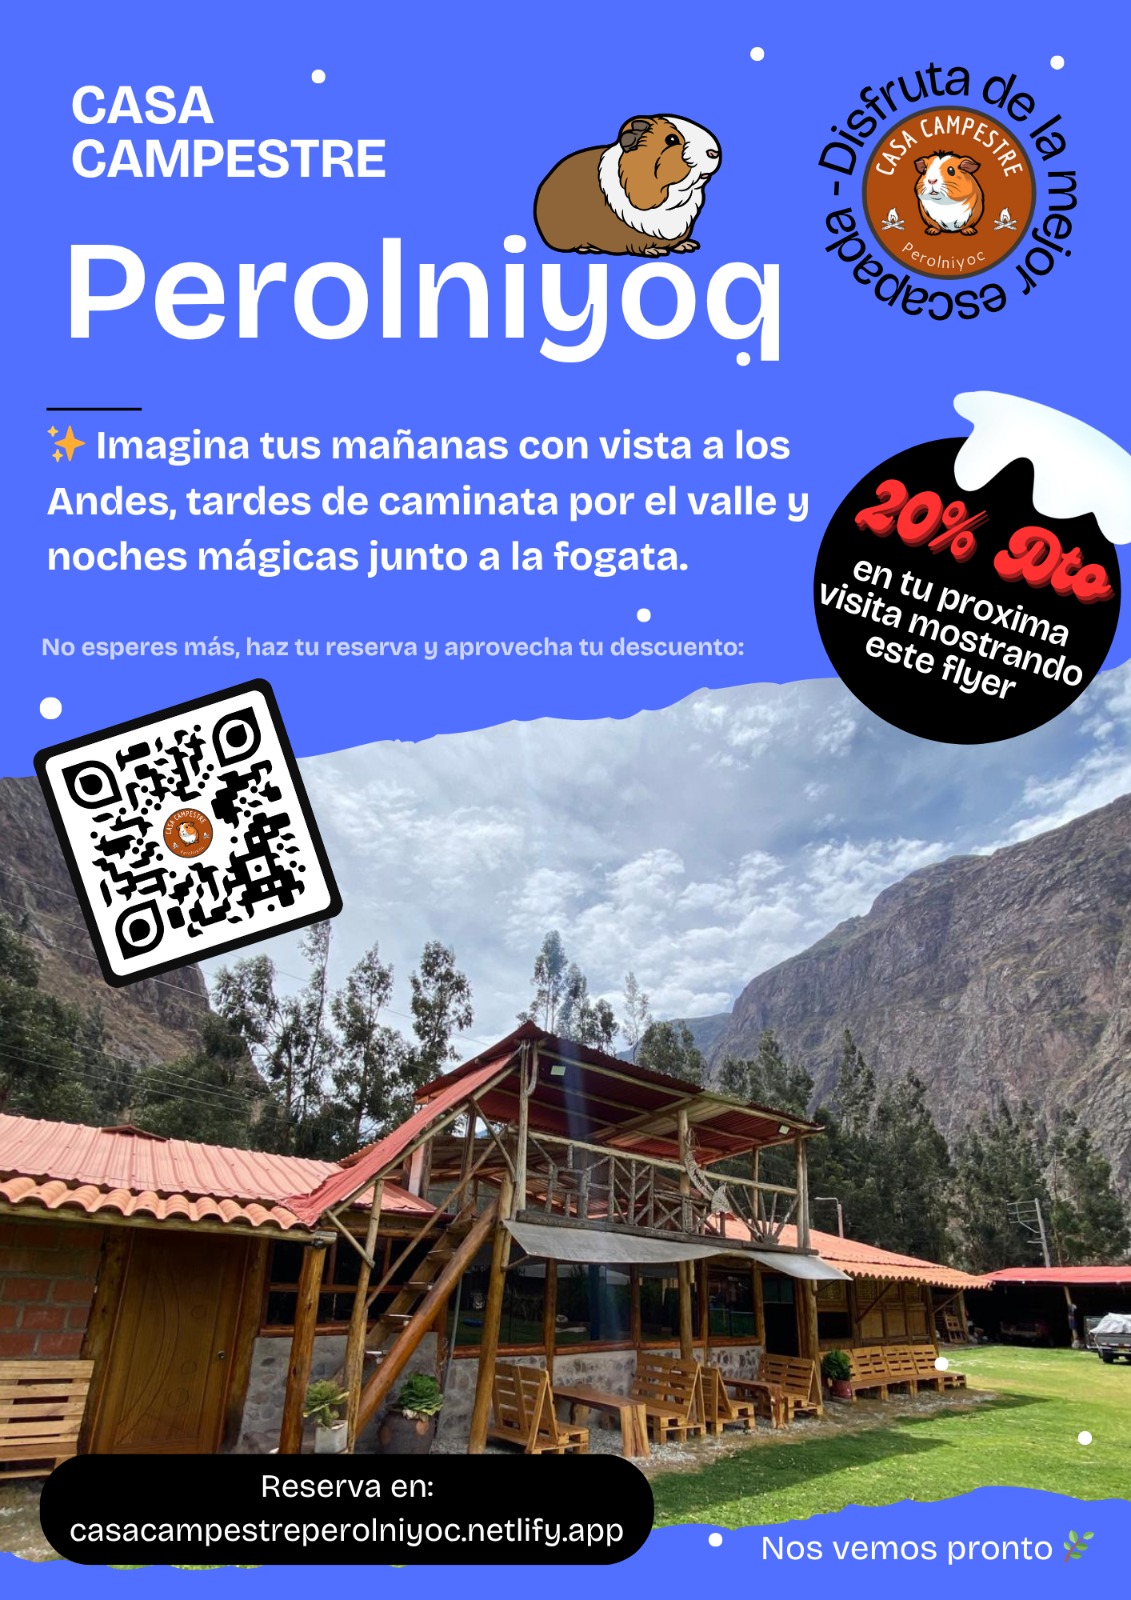 CASA
CAMPESTRE
Perolniyoq
Disfruta de la mejor escapada -
CASA CAMPESTRE
Perolniyoc
✨ Imagina tus mañanas con vista a los
Andes, tardes de caminata por el valle y
noches mágicas junto a la fogata.
20% Dto
en tu proxima
visita mostrando
este flyer
No esperes más, haz tu reserva y aprovecha tu descuento:
CASA CAMPESTRE
Perolniyoc
Reserva en:
casacampestreperolniyoc.netlify.app
Nos vemos pronto 🌿